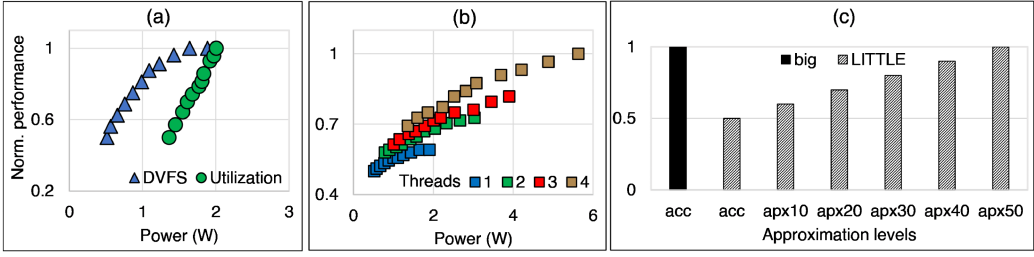 (a)
Norm. performance
1
0.6
0.2
DVFS Utilization
0 1 2 3
Power (W)
(b)
1
0.7
0.4
Threads 1 2 3 4
0 2 4 6
Power (W)
(c)
1
0.5
0
big LITTLE
acc acc apx10 apx20 apx30 apx40 apx50
Approximation levels